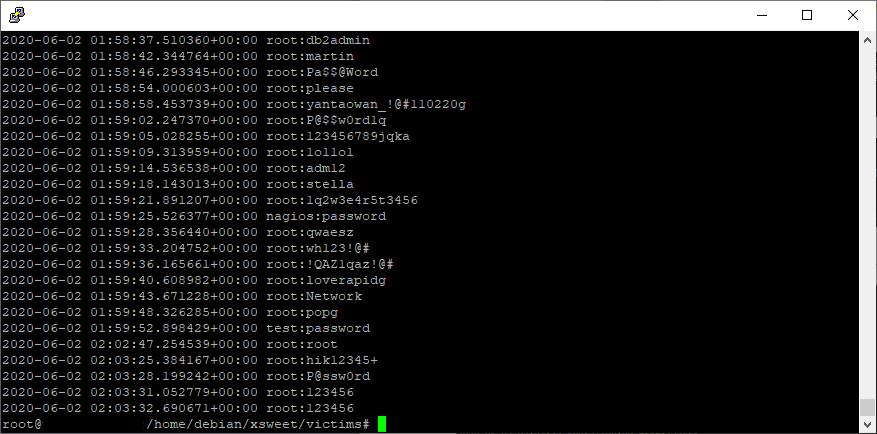 2020-06-02 01:58:37.510360+00:00 root:db2admin
2020-06-02 01:58:42.344764+00:00 root:martin
2020-06-02 01:58:46.293345+00:00 root:Pa$$@Word
2020-06-02 01:58:54.000603+00:00 root:please
2020-06-02 01:58:58.453739+00:00 root:yantaowan_!@#110220g
2020-06-02 01:59:02.247370+00:00 root:P@$$w0rd1q
2020-06-02 01:59:05.028255+00:00 root:123456789jqka
2020-06-02 01:59:09.313959+00:00 root:lollol
2020-06-02 01:59:14.536538+00:00 root:adm12
2020-06-02 01:59:18.143013+00:00 root:stella
2020-06-02 01:59:21.891207+00:00 root:1q2w3e4r5t3456
2020-06-02 01:59:25.526377+00:00 nagios:password
2020-06-02 01:59:28.356440+00:00 root:qwaesz
2020-06-02 01:59:33.204752+00:00 root:wh123!@#
2020-06-02 01:59:36.165661+00:00 root:!QAZ1qaz!@#
2020-06-02 01:59:40.608982+00:00 root:loverapidg
2020-06-02 01:59:43.671228+00:00 root:Network
2020-06-02 01:59:48.326285+00:00 root:popg
2020-06-02 01:59:52.898429+00:00 test:password
2020-06-02 02:02:47.254539+00:00 root:root
2020-06-02 02:03:25.384167+00:00 root:hik12345+
2020-06-02 02:03:28.199242+00:00 root:P@ssw0rd
2020-06-02 02:03:31.052779+00:00 root:123456
2020-06-02 02:03:32.690671+00:00 root:123456
root@ /home/debian/xsweet/victims#